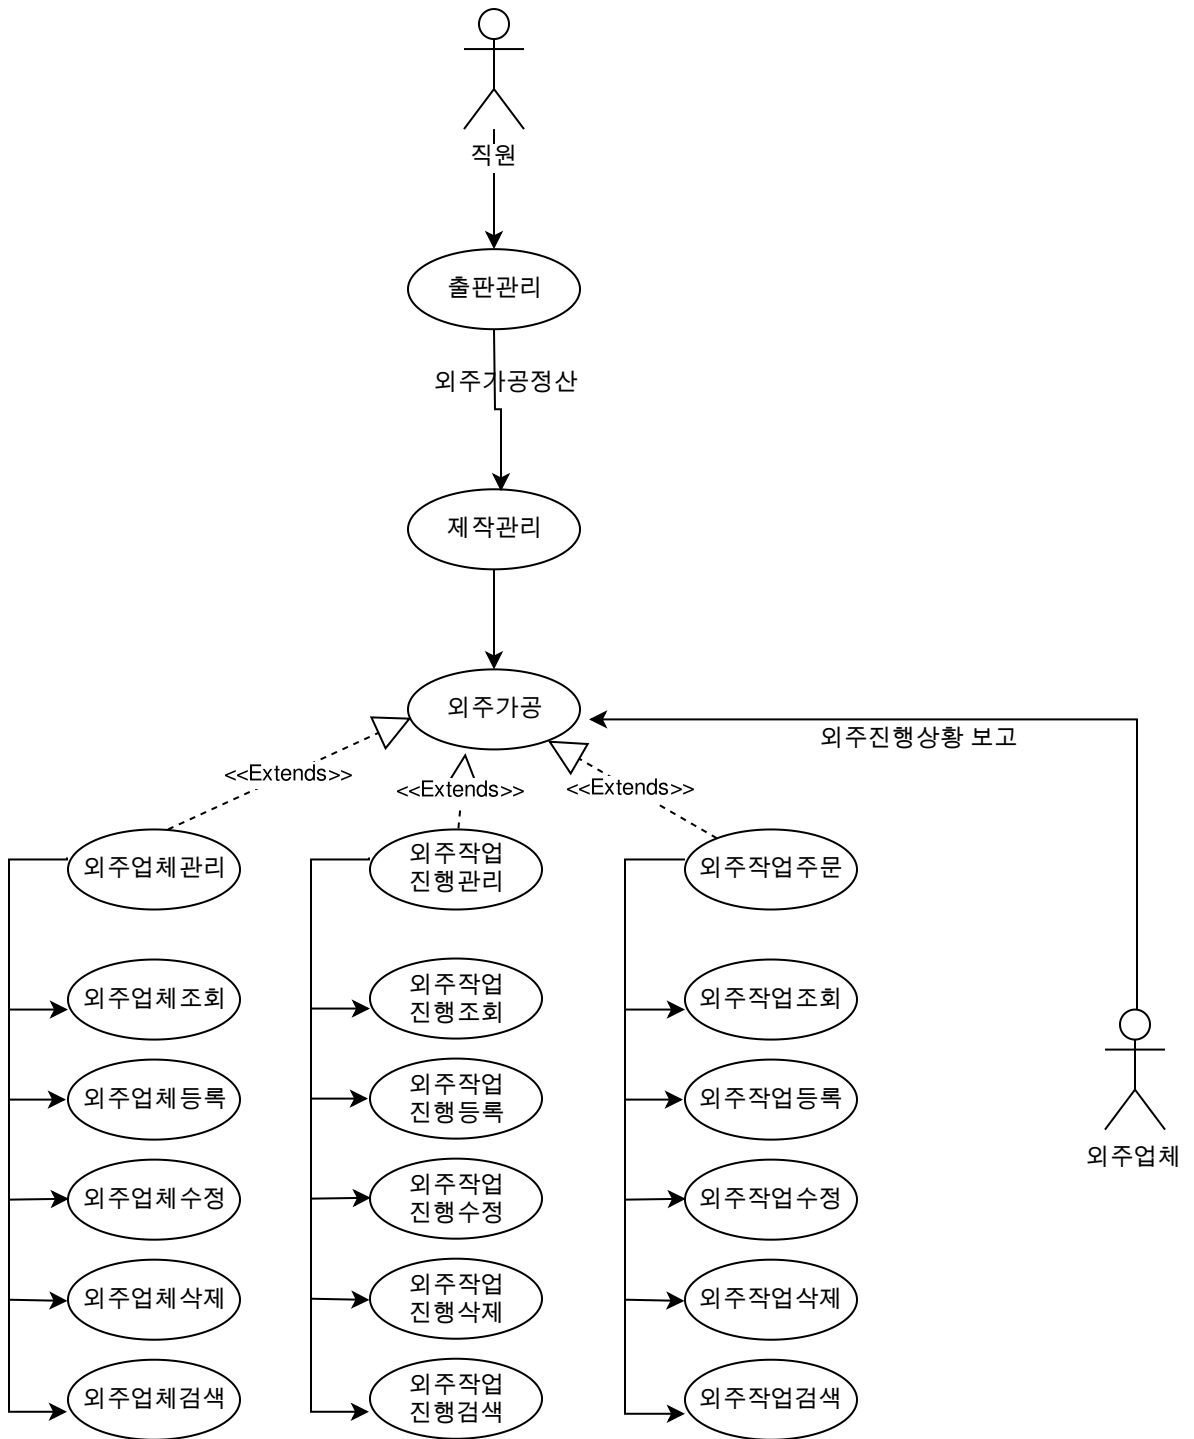 직원
출판관리
외주가공정산
제작관리
외주가공
외주진행상황 보고
<<Extends>>
<<Extends>>
<<Extends>>
외주업체관리
외주작업
진행관리
외주작업주문
외주업체조회
외주작업
진행조회
외주작업조회
외주업체등록
외주작업
진행등록
외주작업등록
외주업체
외주업체수정
외주작업
진행수정
외주작업수정
외주업체삭제
외주작업
진행삭제
외주작업삭제
외주업체검색
외주작업
진행검색
외주작업검색